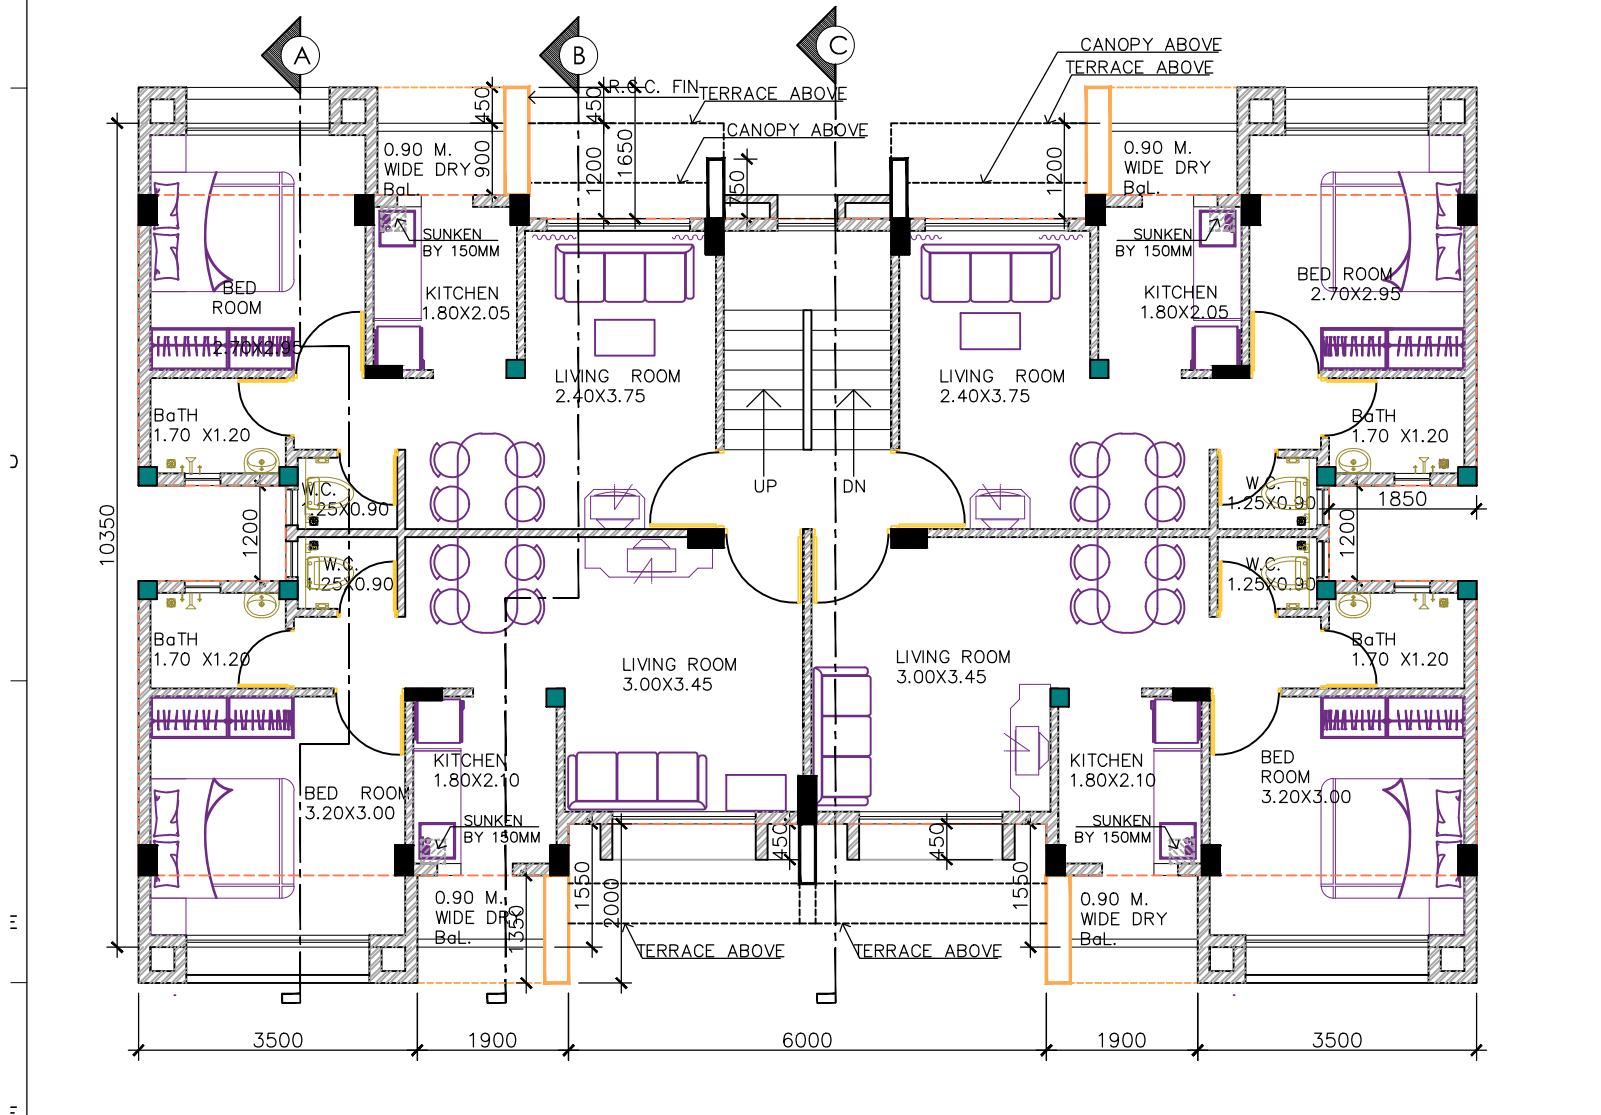 A
B
C
CANOPY ABOVE
TERRACE ABOVE
R.C.C. FIN
TERRACE ABOVE
CANOPY ABOVE
450
450
900
1200
1650
750
1200
0.90 M.
WIDE DRY
BaL.
0.90 M.
WIDE DRY
BaL.
SUNKEN
BY 150MM
SUNKEN
BY 150MM
BED
ROOM
2.70X2.95
KITCHEN
1.80X2.05
KITCHEN
1.80X2.05
BED ROOM
2.70X2.95
LIVING ROOM
2.40X3.75
LIVING ROOM
2.40X3.75
BaTH
1.70 X1.20
BaTH
1.70 X1.20
UP
DN
W.C.
1.25X0.90
W.C.
1.25X0.90
1850
10350
1200
1200
W.C.
1.25X0.90
W.C.
1.25X0.90
BaTH
1.70 X1.20
BaTH
1.70 X1.20
LIVING ROOM
3.00X3.45
LIVING ROOM
3.00X3.45
KITCHEN
1.80X2.10
KITCHEN
1.80X2.10
BED ROOM
3.20X3.00
BED
ROOM
3.20X3.00
SUNKEN
BY 150MM
SUNKEN
BY 150MM
450
450
1550
2000
1550
1350
0.90 M.
WIDE DRY
BaL.
0.90 M.
WIDE DRY
BaL.
TERRACE ABOVE
TERRACE ABOVE
3500
1900
6000
1900
3500